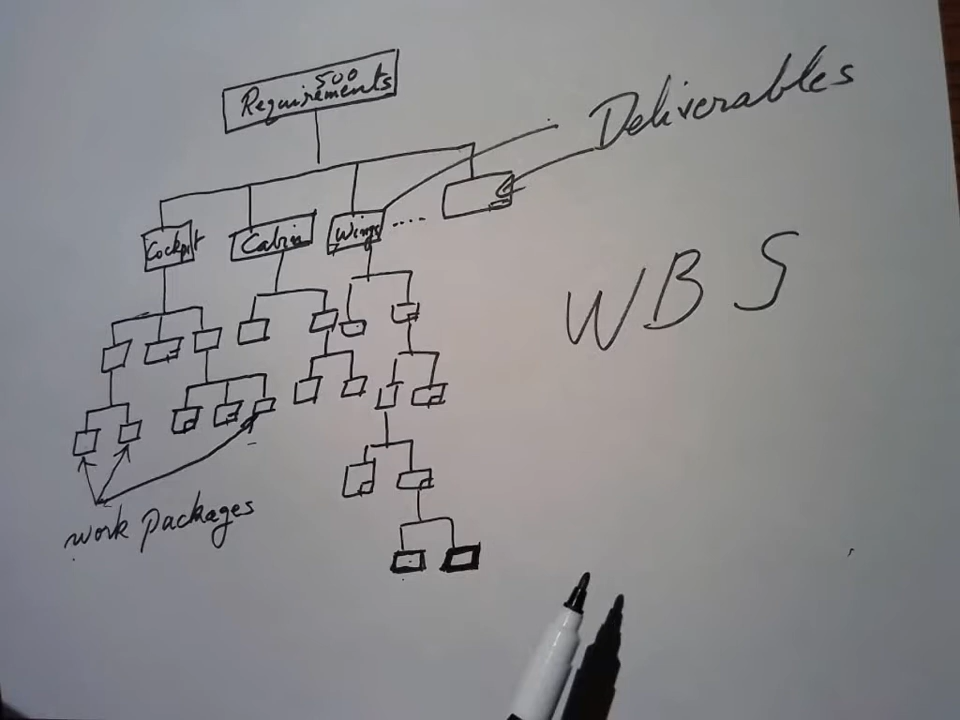 500
Requirements
Deliverables
Cockpit
Cabin
Wings
WBS
work packages